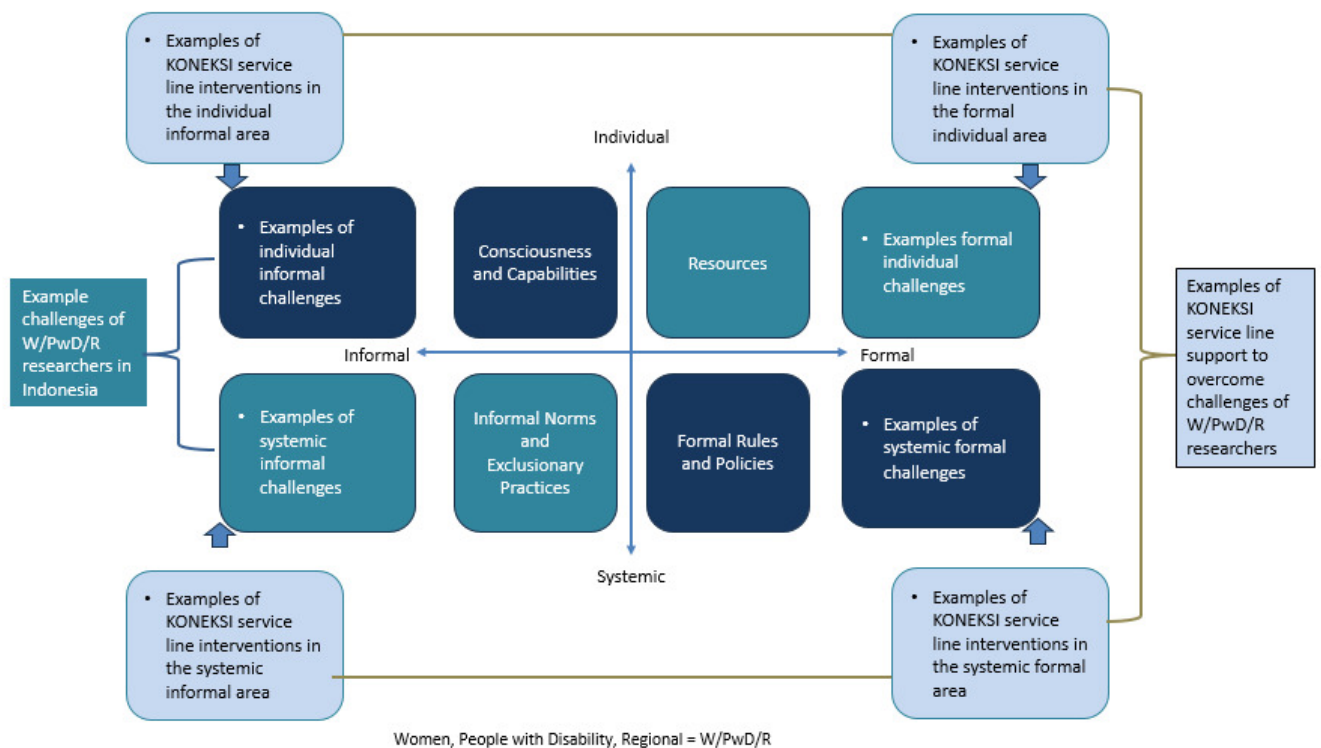 • Examples of
KONEKSI service
line interventions in
the individual
informal area
• Examples of
KONEKSI service
line interventions in
the formal
individual area
Individual
• Examples of
individual
informal
challenges
Consciousness
and Capabilities
Resources
• Examples formal
individual
challenges
Example
challenges of
W/PwD/R
researchers in
Indonesia
Informal
Formal
Examples of
KONEKSI
service line
support to
overcome
challenges of
W/PwD/R
researchers
• Examples of
systemic
informal
challenges
Informal Norms
and
Exclusionary
Practices
Formal Rules
and Policies
• Examples of
systemic formal
challenges
Systemic
• Examples of
KONEKSI service
line interventions in
the systemic
informal area
• Examples of
KONEKSI service
line interventions in
the systemic formal
area
Women, People with Disability, Regional = W/PwD/R